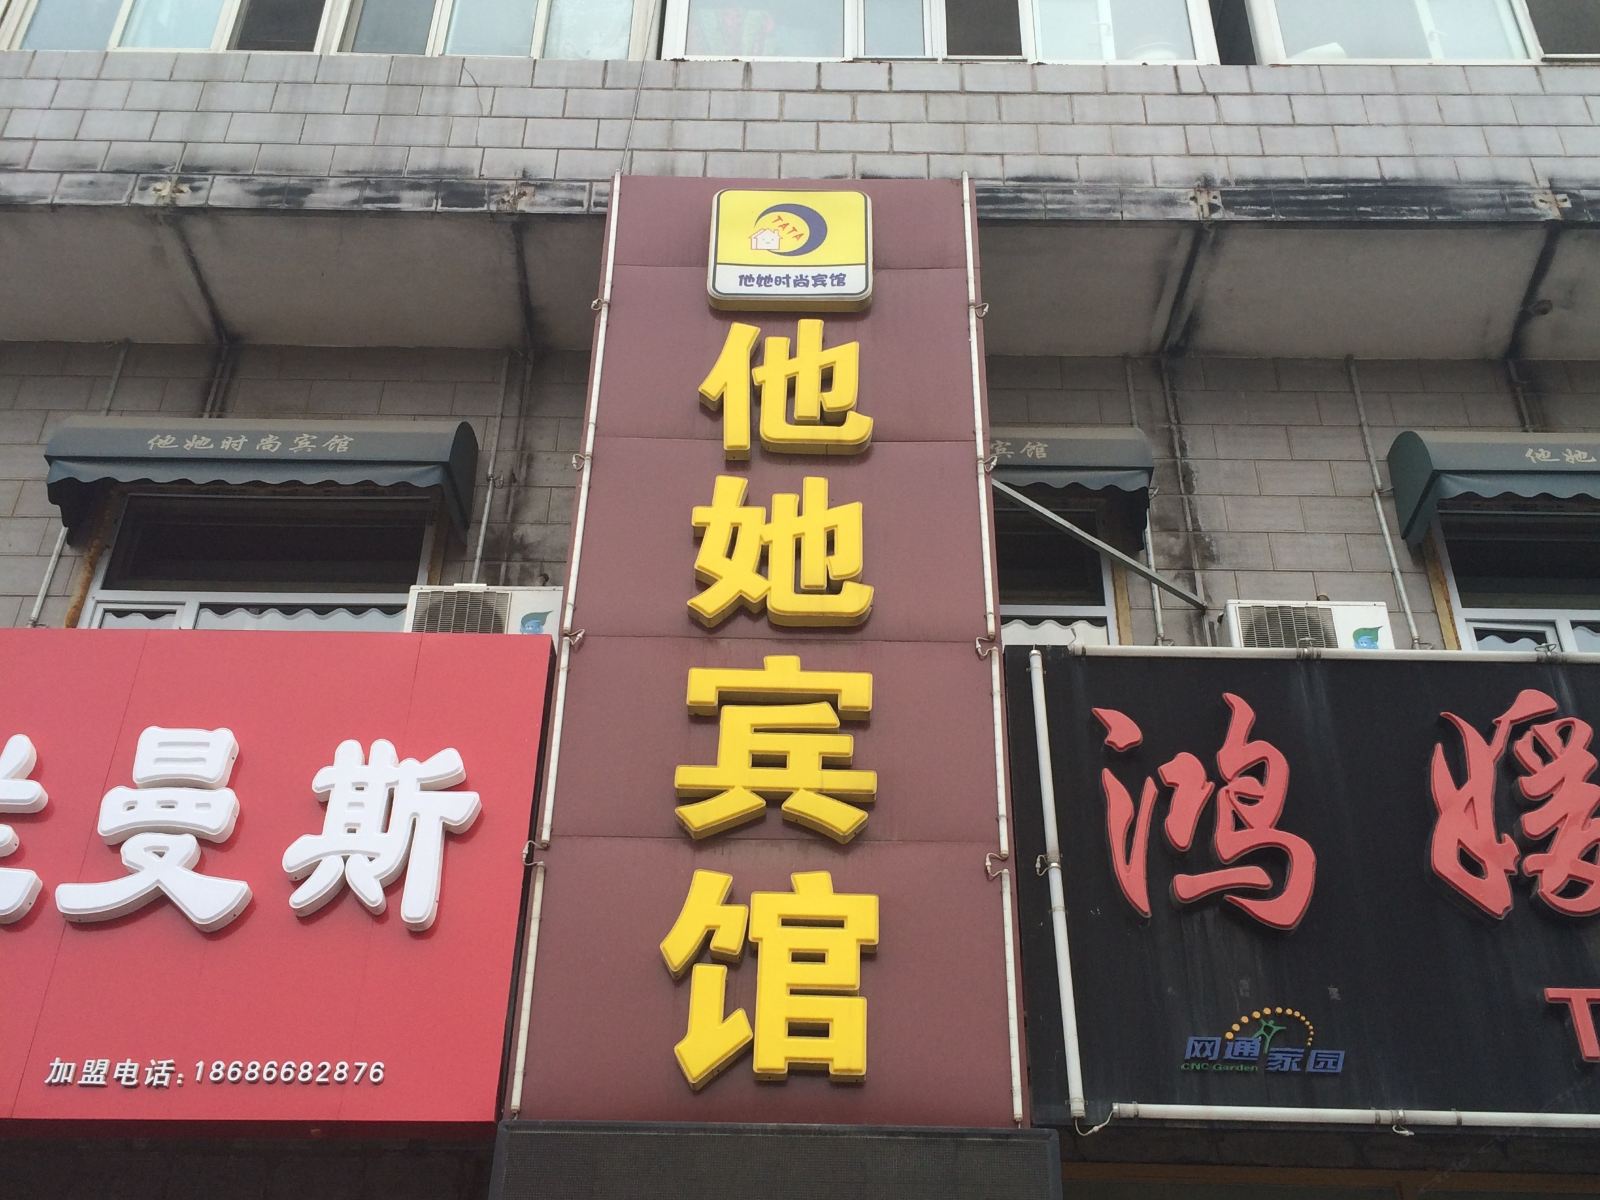 TATA
他她时尚宾馆
他她宾馆
他她时尚宾馆
宾馆
他她
曼斯
加盟电话：18686682876
鸿媛
网通家园
CNC Garden
T